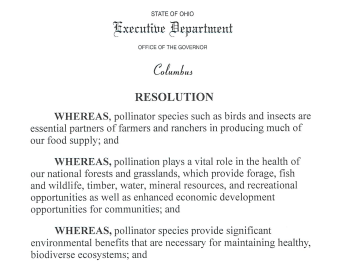 STATE OF OHIO
Executive Department
OFFICE OF THE GOVERNOR
Columbus
RESOLUTION
WHEREAS, pollinator species such as birds and insects are
essential partners of farmers and ranchers in producing much of
our food supply; and
WHEREAS, pollination plays a vital role in the health of
our national forests and grasslands, which provide forage, fish
and wildlife, timber, water, mineral resources, and recreational
opportunities as well as enhanced economic development
opportunities for communities; and
WHEREAS, pollinator species provide significant
environmental benefits that are necessary for maintaining healthy,
biodiverse ecosystems; and